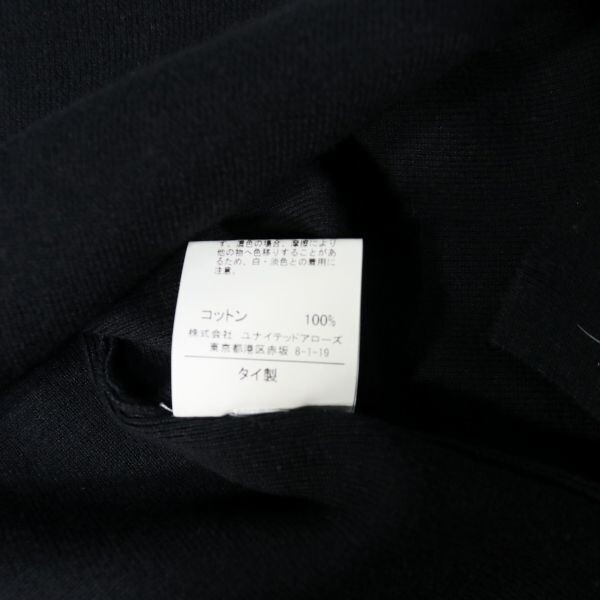 す。濃色の場合、摩擦により
他の物へ色移りすることがあ
るため、白・淡色との着用に
注意。
コットン 100%
株式会社 ユナイテッドアローズ
東京都港区赤坂 8-1-19
タイ製